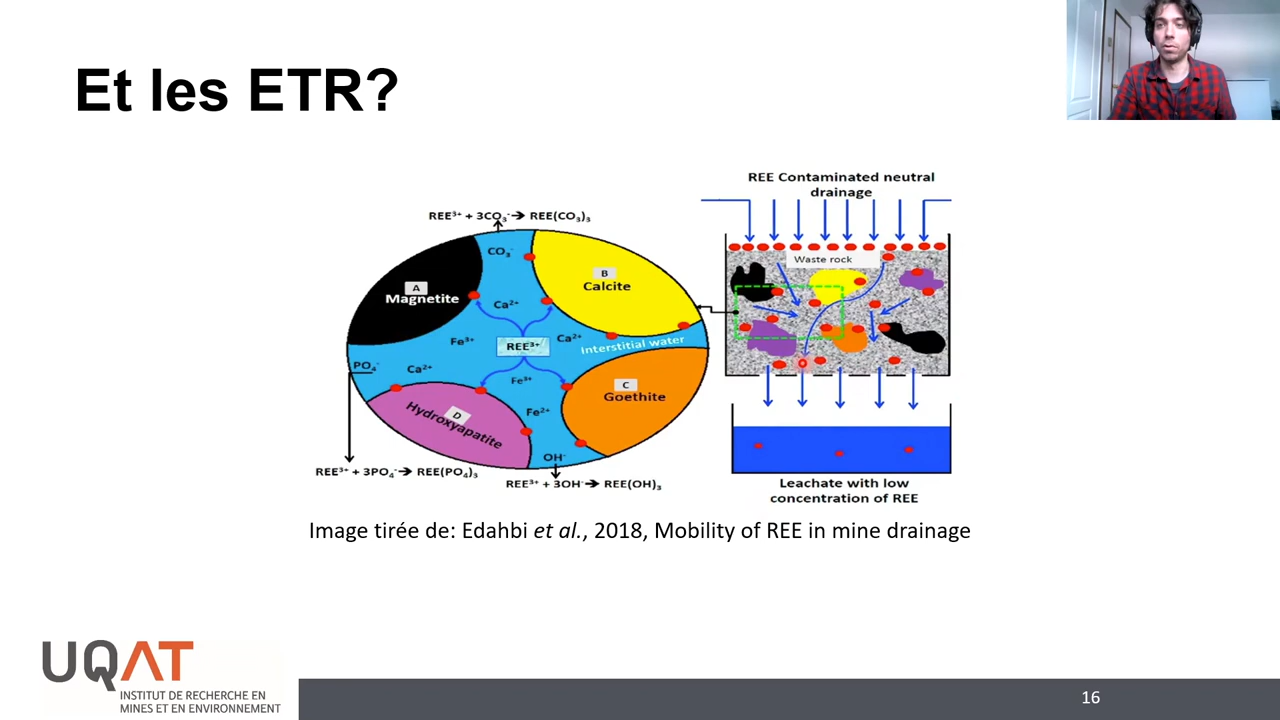 Et les ETR?
REE Contaminated neutral
drainage
REE³⁺ + 3CO₃⁻→ REE(CO₃)₃
CO₃⁻
A
Magnetite
B
Calcite
Waste rock
Ca²⁺
Fe³⁺
REE³⁺
Ca²⁺
Interstitial water
PO₄⁻
Ca²⁺
Fe³⁺
C
Goethite
D
Hydroxyapatite
Fe²⁺
OH⁻
REE³⁺ + 3PO₄⁻→ REE(PO₄)₃
REE³⁺ + 3OH⁻→ REE(OH)₃
Leachate with low
concentration of REE
Image tirée de: Edahbi et al., 2018, Mobility of REE in mine drainage
UQAT
INSTITUT DE RECHERCHE EN
MINES ET EN ENVIRONNEMENT
16